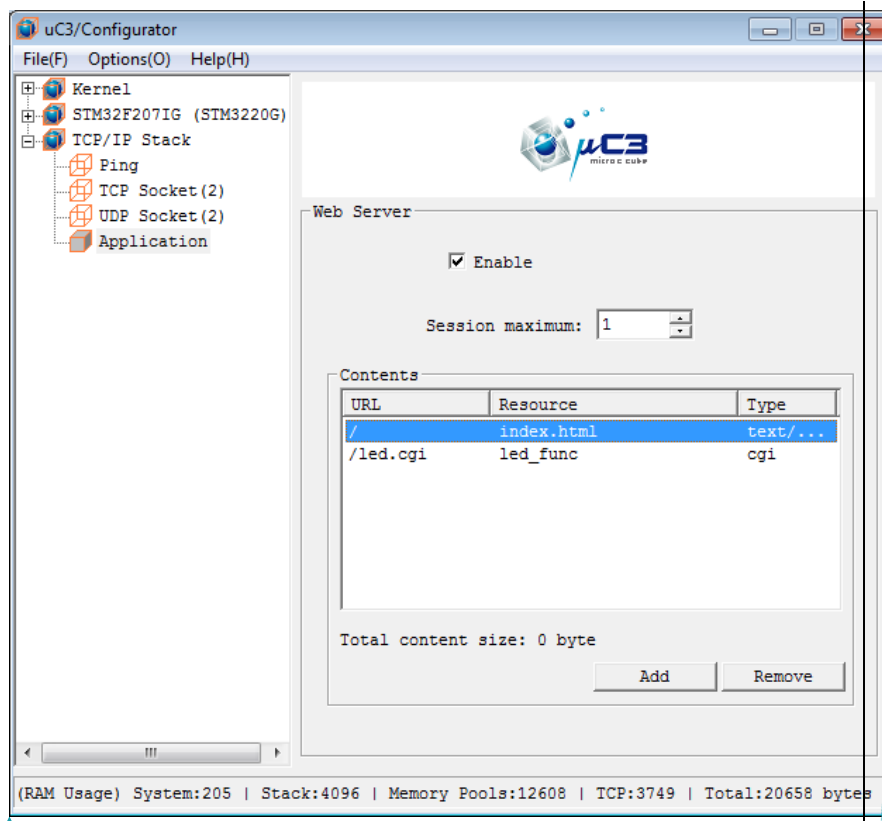 uC3/Configurator
File(F) Options(O) Help(H)
Kernel
STM32F207IG (STM3220G)
TCP/IP Stack
Ping
TCP Socket(2)
UDP Socket(2)
Application
μC3
micro c cube
Web Server
Enable
Session maximum: 1
Contents
URL Resource Type
/ index.html text/...
/led.cgi led_func cgi
Total content size: 0 byte
Add Remove
(RAM Usage) System:205 | Stack:4096 | Memory Pools:12608 | TCP:3749 | Total:20658 bytes